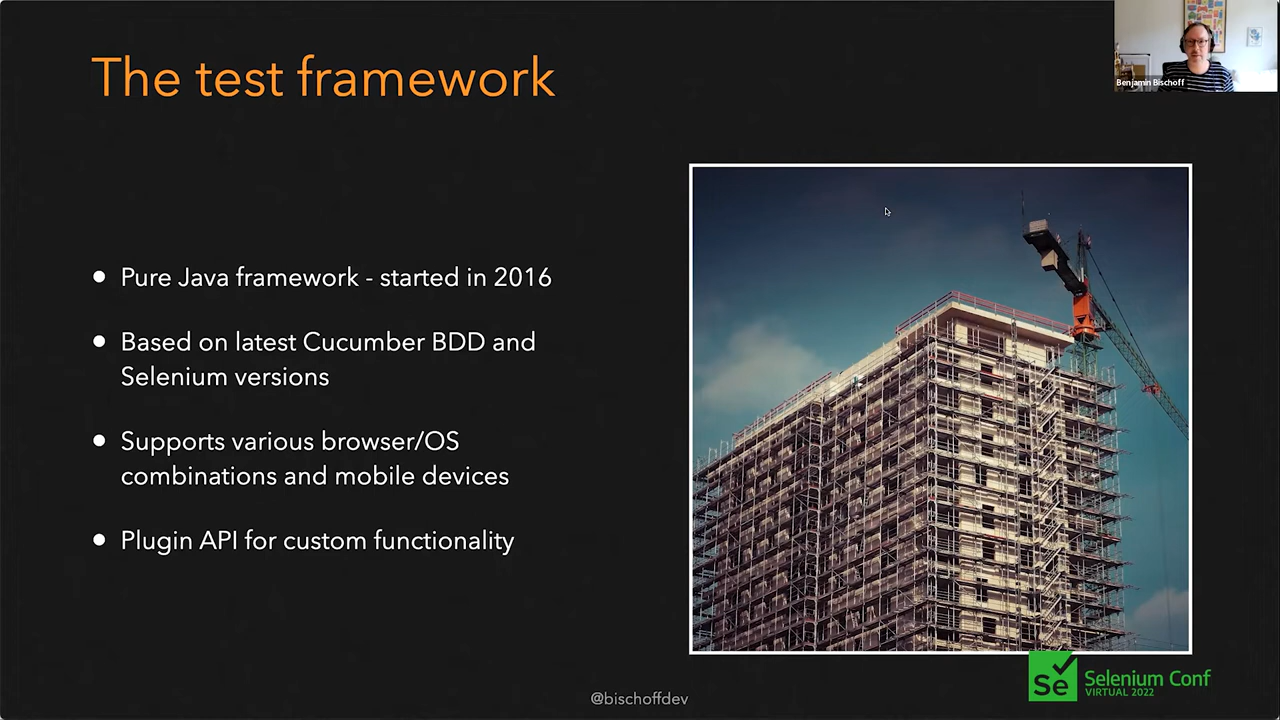 The test framework
Benjamin Bischoff
Pure Java framework - started in 2016
Based on latest Cucumber BDD and
Selenium versions
Supports various browser/OS
combinations and mobile devices
Plugin API for custom functionality
@bischoffdev
Se
Selenium Conf
VIRTUAL 2022